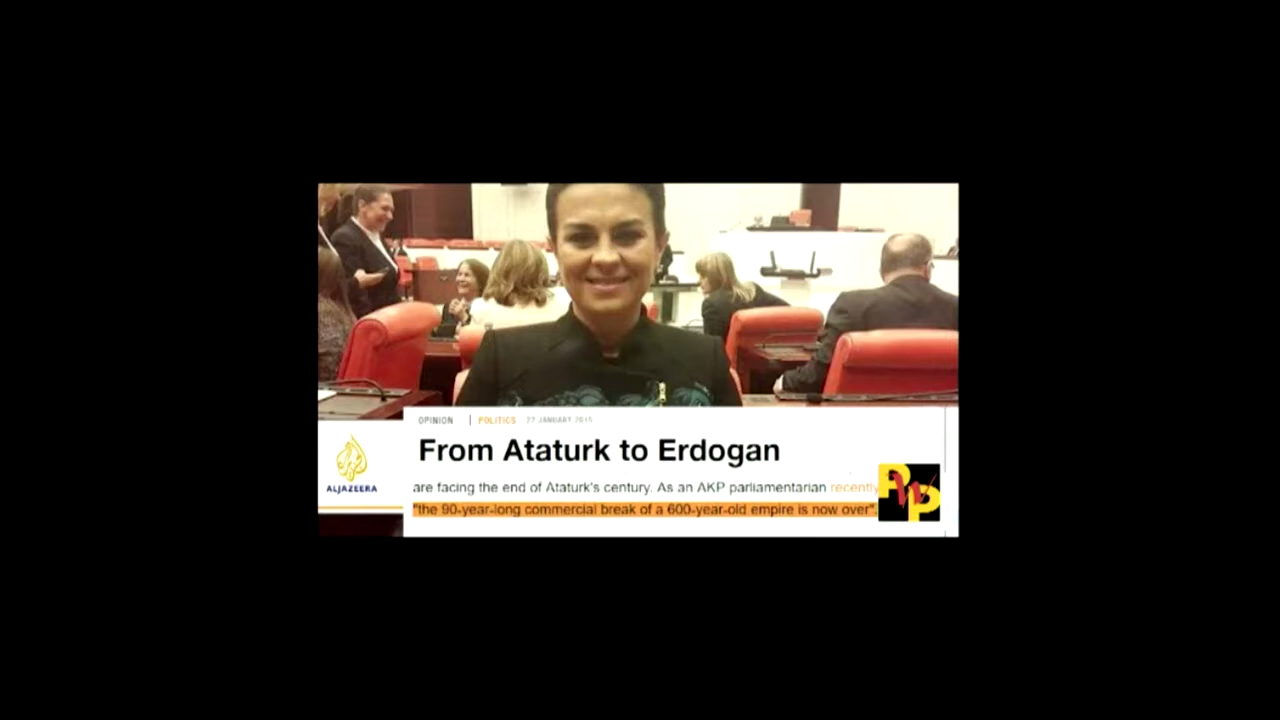 OPINION | POLITICS 27 JANUARY 2015
From Ataturk to Erdogan
ALJAZEERA
are facing the end of Ataturk's century. As an AKP parliamentarian recently
"the 90-year-long commercial break of a 600-year-old empire is now over".
PWP